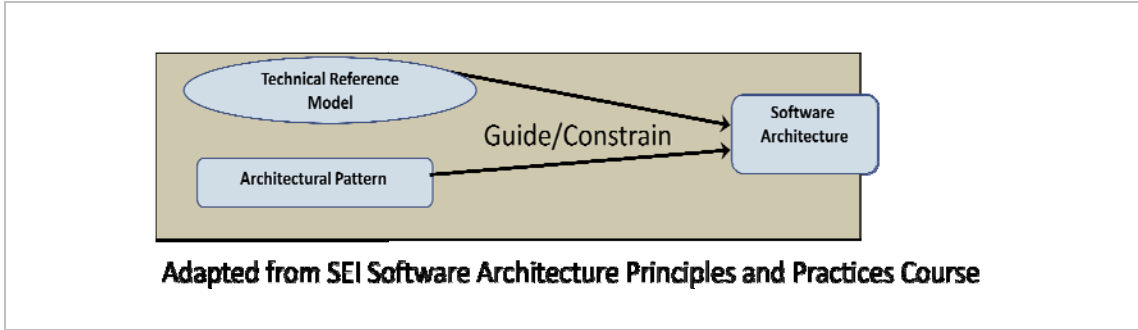 Technical Reference
Model
Software
Architecture
Guide/Constrain
Architectural Pattern
Adapted from SEI Software Architecture Principles and Practices Course